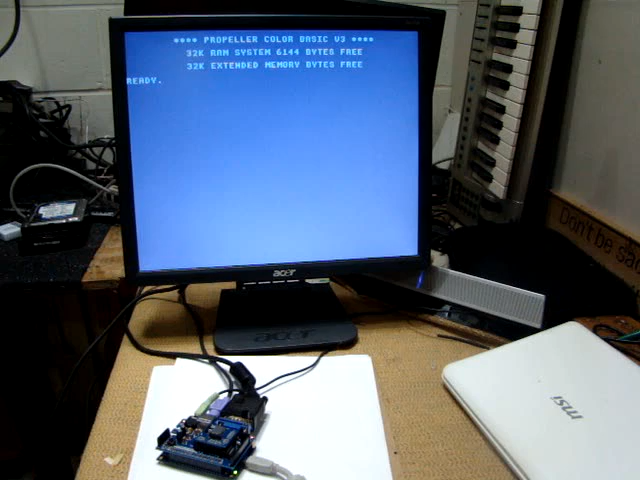 **** PROPELLER COLOR BASIC V3 ****
32K RAM SYSTEM 6144 BYTES FREE
32K EXTENDED MEMORY BYTES FREE
READY.
acer
acer
msi
Don't be sa